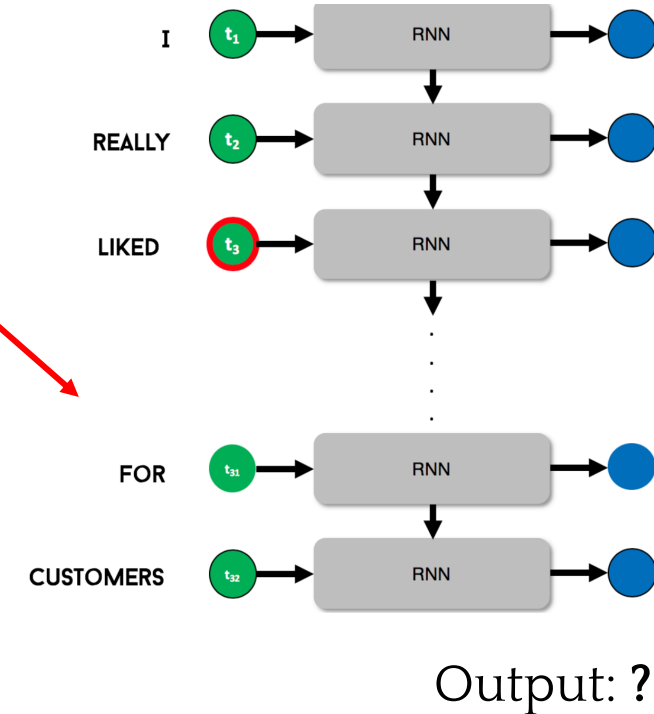 I t₁ RNN
REALLY t₂ RNN
LIKED t₃ RNN
.
.
.
.
FOR t₃₁ RNN
CUSTOMERS t₃₂ RNN
Output: ?